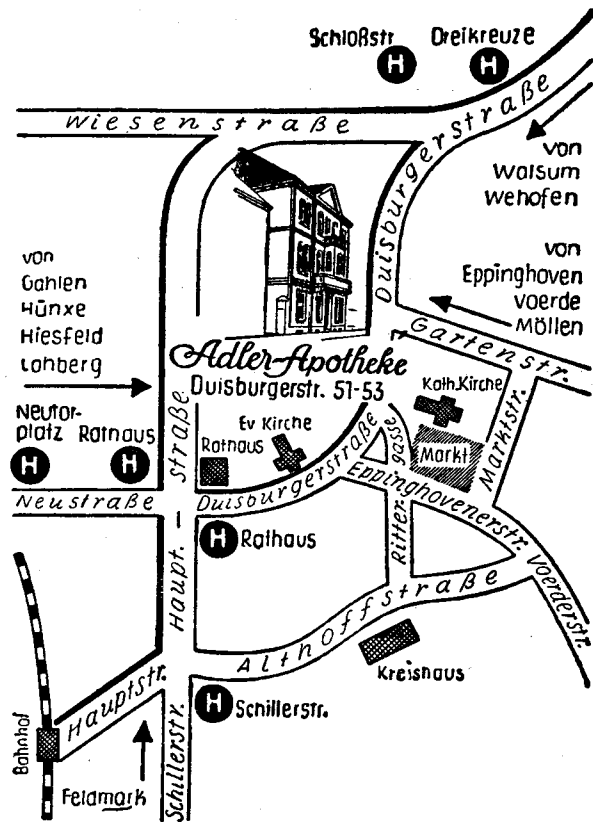 Schloßstr
Dreikreuze
H
H
Wiesenstraße
Duisburgerstraße
von
Walsum
Wehofen
von
Eppinghoven
Voerde
Möllen
von
Gahlen
Hünxe
Hiesfeld
Lohberg
Gartenstr.
Adler-Apotheke
Duisburgerstr. 51-53
Kath. Kirche
Marktstr.
Neutor-
platz
Rathaus
H
H
Ev Kirche
Rathaus
Markt
Neustraße
Duisburgerstraße
Haupt-straße
Rittergasse
Eppinghovenerstr.
Voerderstr.
H
Rathaus
Althoffstraße
Kreishaus
Hauptstr.
H
Schillerstr.
Schillerstr.
Bahnhof
Feldmark